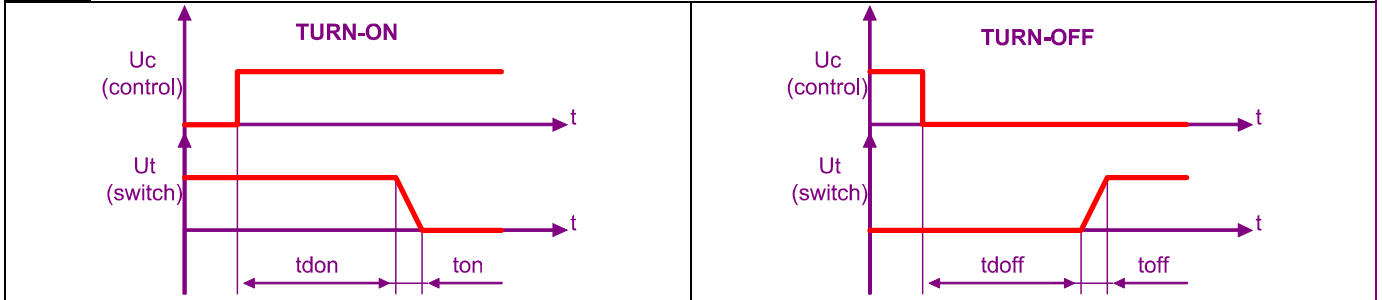 TURN-ON
Uc
(control)
t
Ut
(switch)
t
tdon
ton
TURN-OFF
Uc
(control)
t
Ut
(switch)
t
tdoff
toff